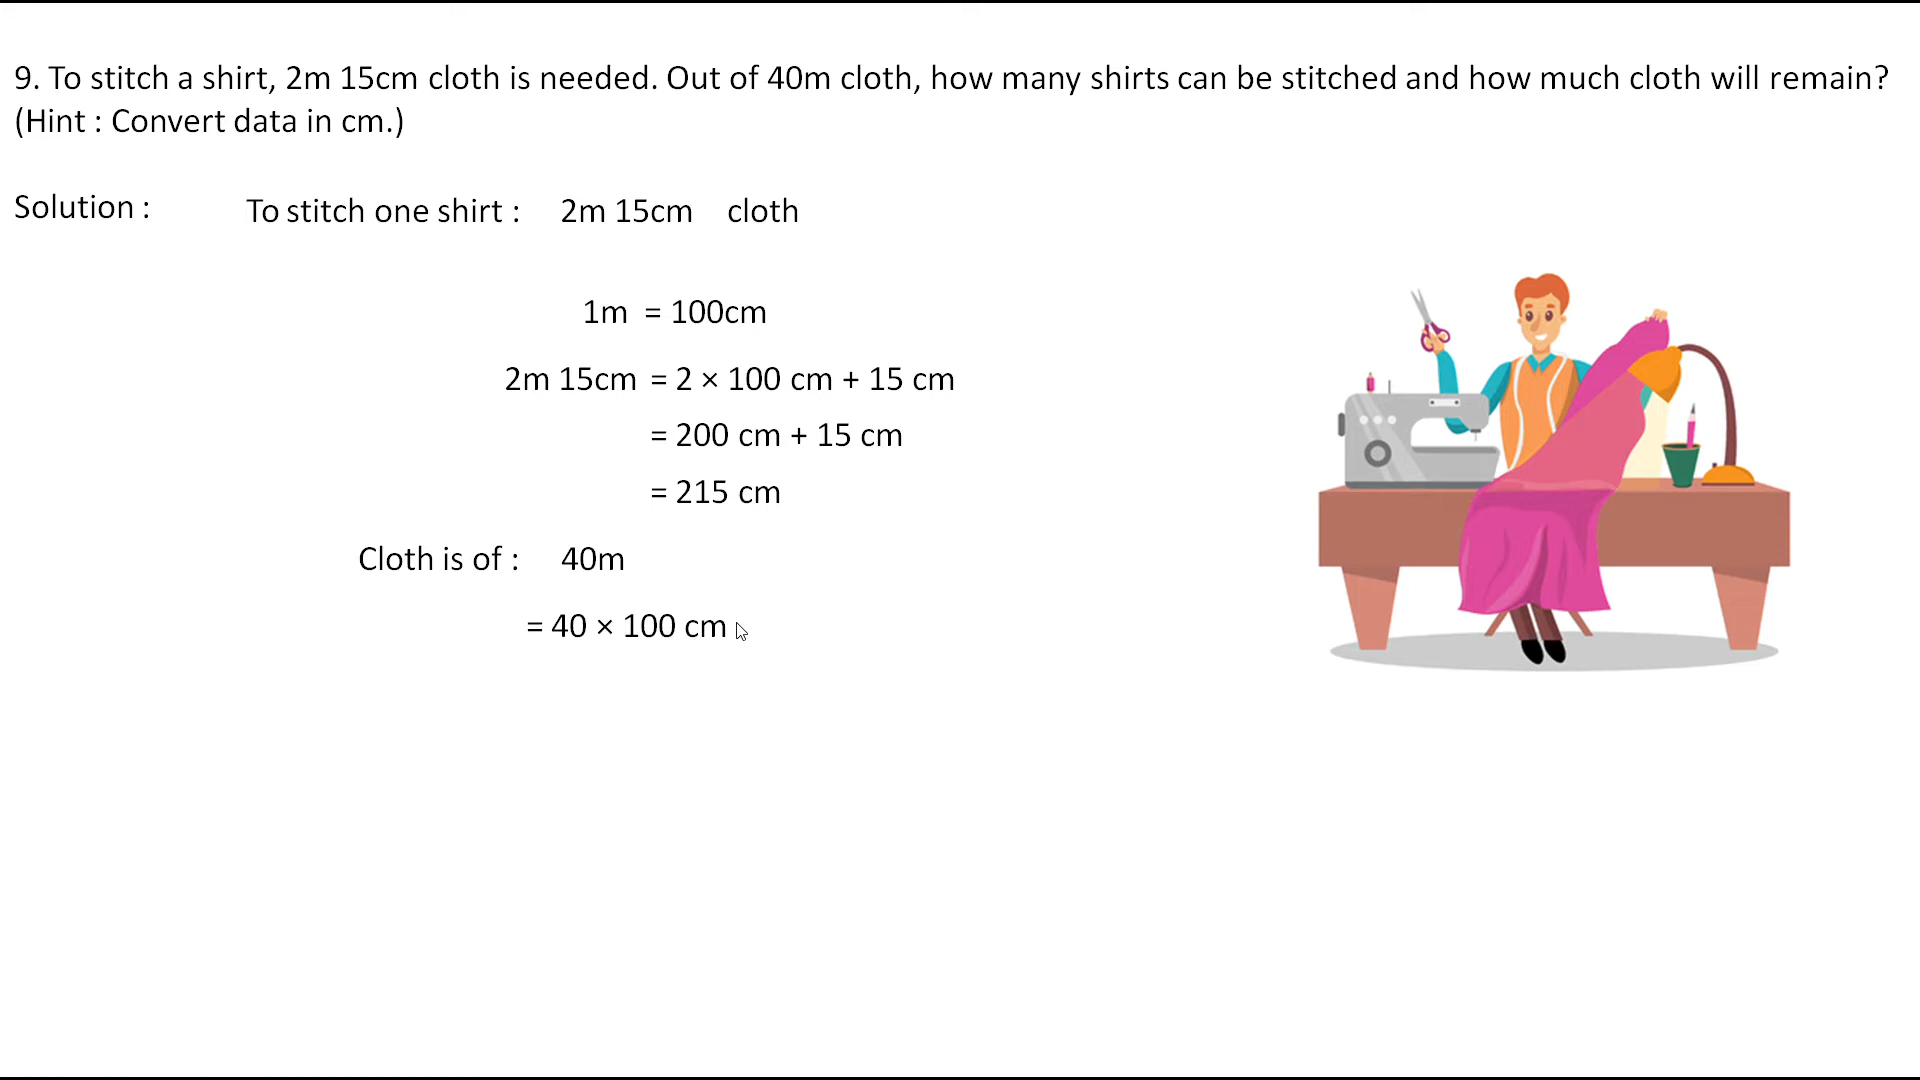 9. To stitch a shirt, 2m 15cm cloth is needed. Out of 40m cloth, how many shirts can be stitched and how much cloth will remain?
(Hint : Convert data in cm.)
Solution : To stitch one shirt : 2m 15cm cloth
1m = 100cm
2m 15cm = 2 × 100 cm + 15 cm
= 200 cm + 15 cm
= 215 cm
Cloth is of : 40m
= 40 × 100 cm